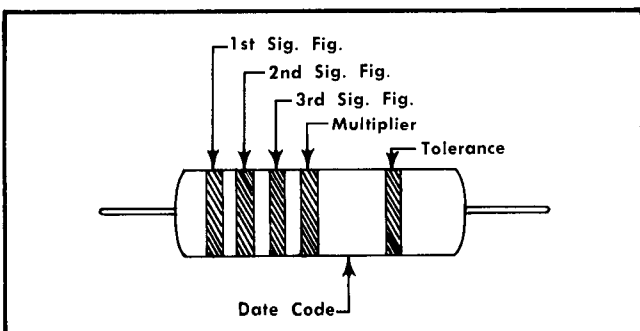 1st Sig. Fig.
2nd Sig. Fig.
3rd Sig. Fig.
Multiplier
Tolerance
Date Code